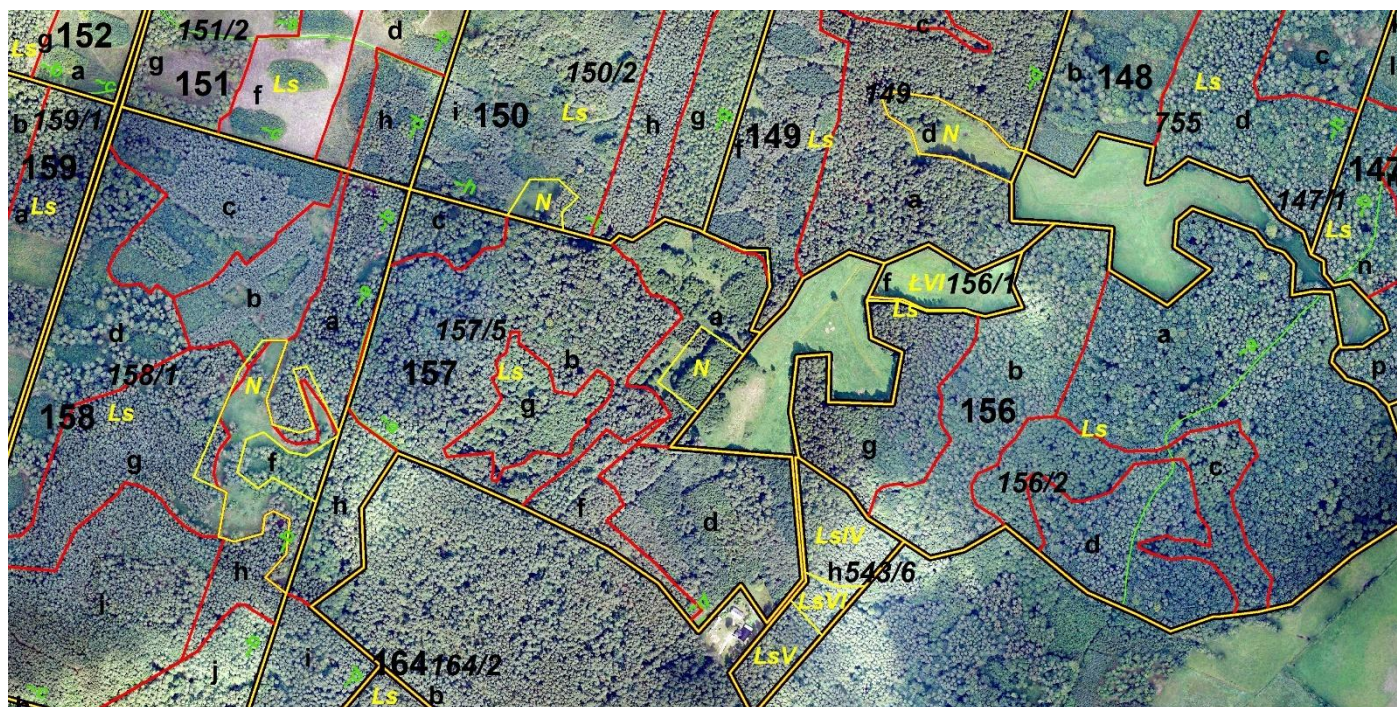 g 152
Ls
a
151/2
g
151
f
Ls
d
h
i
150
150/2
Ls
h
g
149
Ls
c
149
d
N
a
b
148
Ls
755
d
c
147/1
Ls
n
b
159/1
159
a
Ls
c
b
a
d
158/1
158
Ls
g
N
f
h
h
i
j
c
N
157/5
157
Ls
b
g
a
N
f
d
f
ŁVI
156/1
Ls
b
156
g
a
Ls
156/2
c
d
p
LsIV
h
543/6
LsVI
LsV
164
164/2
Ls
b